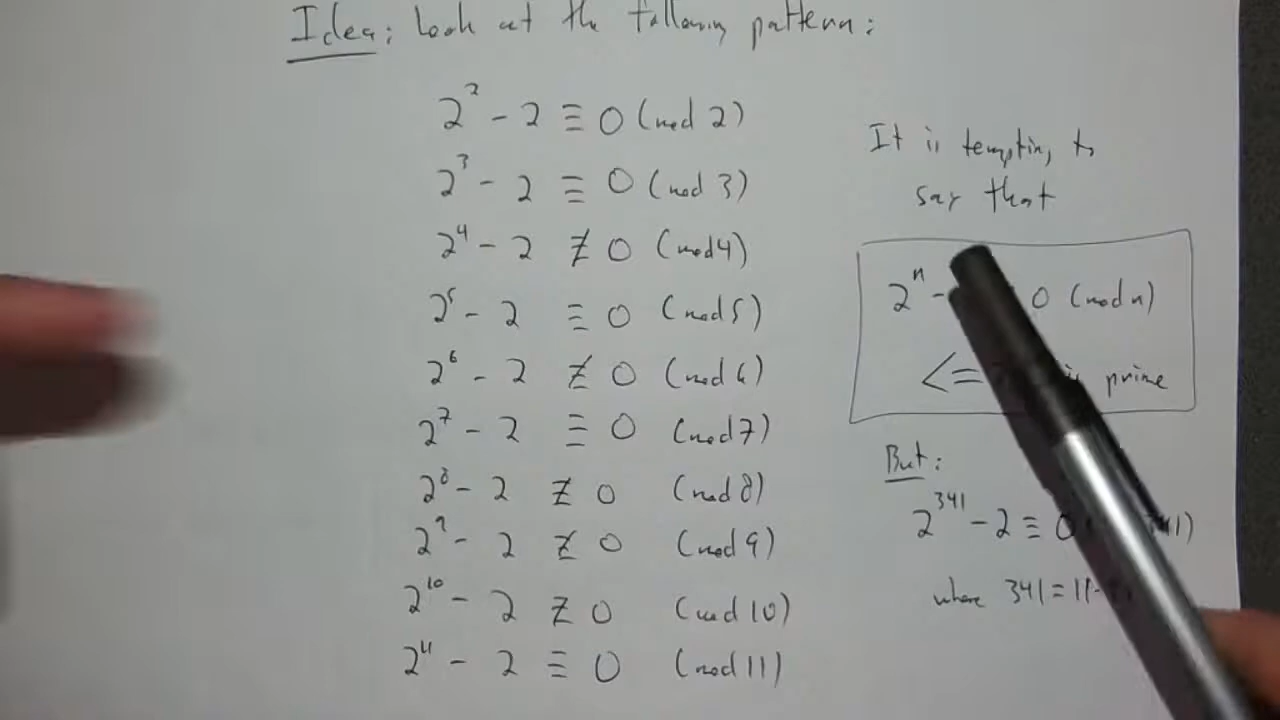 Idea: Look at the following pattern:
2² - 2 ≡ 0 (mod 2)
2³ - 2 ≡ 0 (mod 3)
2⁴ - 2 ≢ 0 (mod 4)
2⁵ - 2 ≡ 0 (mod 5)
2⁶ - 2 ≢ 0 (mod 6)
2⁷ - 2 ≡ 0 (mod 7)
2⁸ - 2 ≢ 0 (mod 8)
2⁹ - 2 ≢ 0 (mod 9)
2¹⁰ - 2 ≢ 0 (mod 10)
2¹¹ - 2 ≡ 0 (mod 11)
It is tempting to
say that
2ⁿ - 0 (mod n)
<= prime
But:
2³⁴¹ - 2 ≡ 0
where 341 = 11